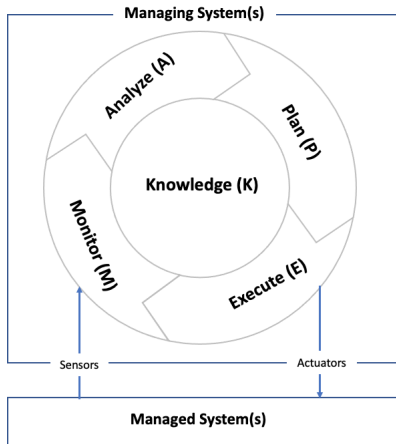 Managing System(s)
Analyze (A)
Plan (P)
Knowledge (K)
Monitor (M)
Execute (E)
Sensors
Actuators
Managed System(s)